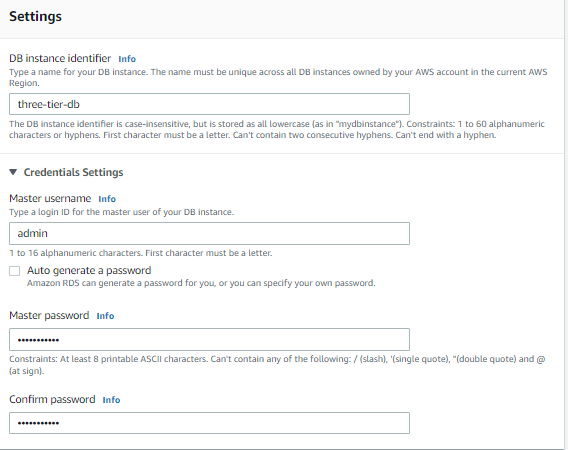 Settings
DB instance identifier Info
Type a name for your DB instance. The name must be unique across all DB instances owned by your AWS account in the current AWS
Region.
three-tier-db
The DB instance identifier is case-insensitive, but is stored as all lowercase (as in "mydbinstance"). Constraints: 1 to 60 alphanumeric
characters or hyphens. First character must be a letter. Can't contain two consecutive hyphens. Can't end with a hyphen.
▼ Credentials Settings
Master username Info
Type a login ID for the master user of your DB instance.
admin
1 to 16 alphanumeric characters. First character must be a letter.
Auto generate a password
Amazon RDS can generate a password for you, or you can specify your own password.
Master password Info
•••••••••••
Constraints: At least 8 printable ASCII characters. Can't contain any of the following: / (slash), '(single quote), "(double quote) and @
(at sign).
Confirm password Info
•••••••••••